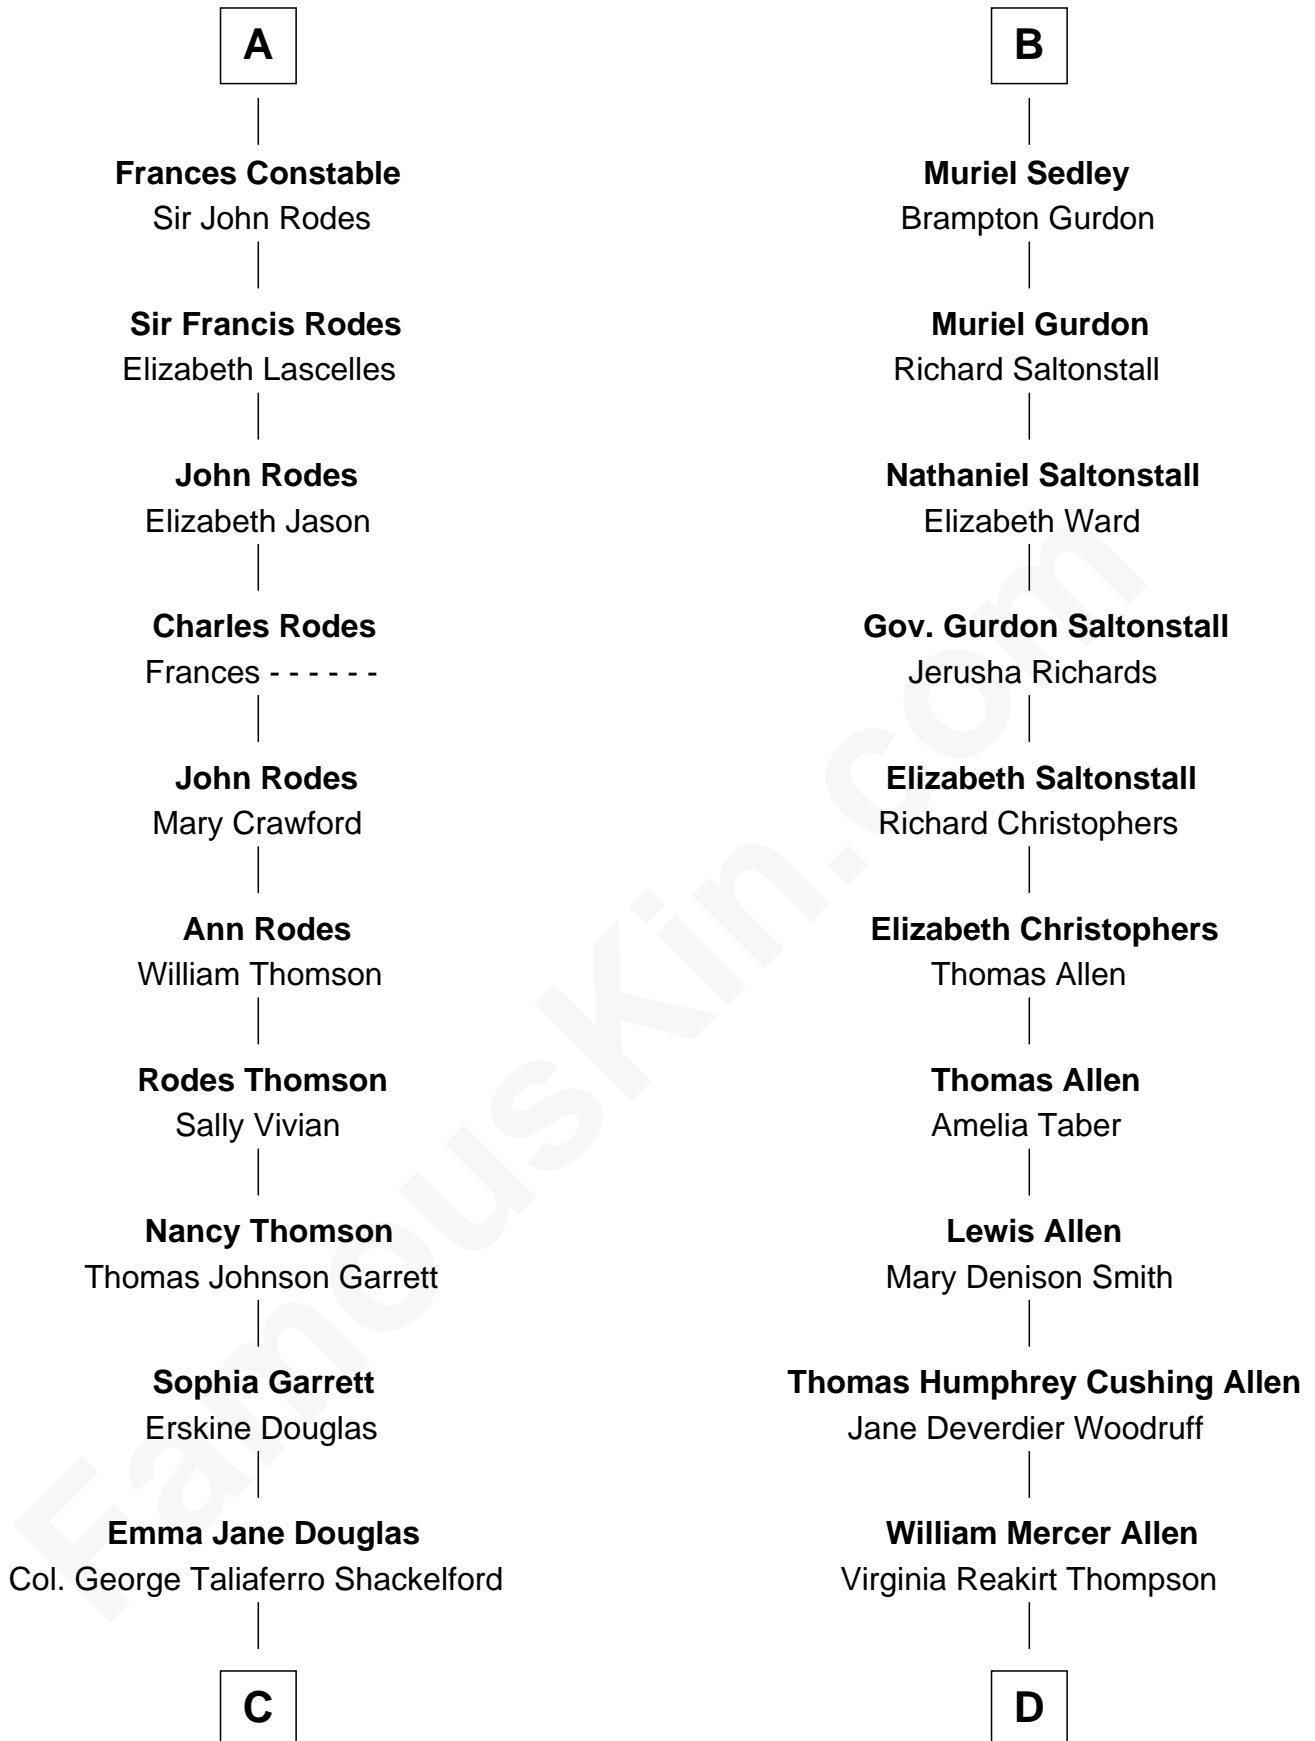 A
Frances Constable
Sir John Rodes
Sir Francis Rodes
Elizabeth Lascelles
John Rodes
Elizabeth Jason
Charles Rodes
Frances - - - - - -
John Rodes
Mary Crawford
Ann Rodes
William Thomson
Rodes Thomson
Sally Vivian
Nancy Thomson
Thomas Johnson Garrett
Sophia Garrett
Erskine Douglas
Emma Jane Douglas
Col. George Taliaferro Shackelford
C
B
Muriel Sedley
Brampton Gurdon
Muriel Gurdon
Richard Saltonstall
Nathaniel Saltonstall
Elizabeth Ward
Gov. Gurdon Saltonstall
Jerusha Richards
Elizabeth Saltonstall
Richard Christophers
Elizabeth Christophers
Thomas Allen
Thomas Allen
Amelia Taber
Lewis Allen
Mary Denison Smith
Thomas Humphrey Cushing Allen
Jane Deverdier Woodruff
William Mercer Allen
Virginia Reakirt Thompson
D
FamousKin.com